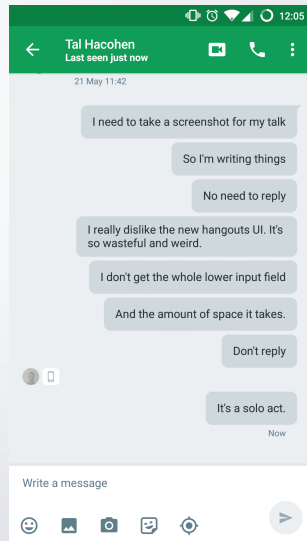 12:05
Tal Hacohen
Last seen just now
21 May 11:42
I need to take a screenshot for my talk
So I'm writing things
No need to reply
I really dislike the new hangouts UI. It's
so wasteful and weird.
I don't get the whole lower input field
And the amount of space it takes.
Don't reply
It's a solo act.
Now
Write a message